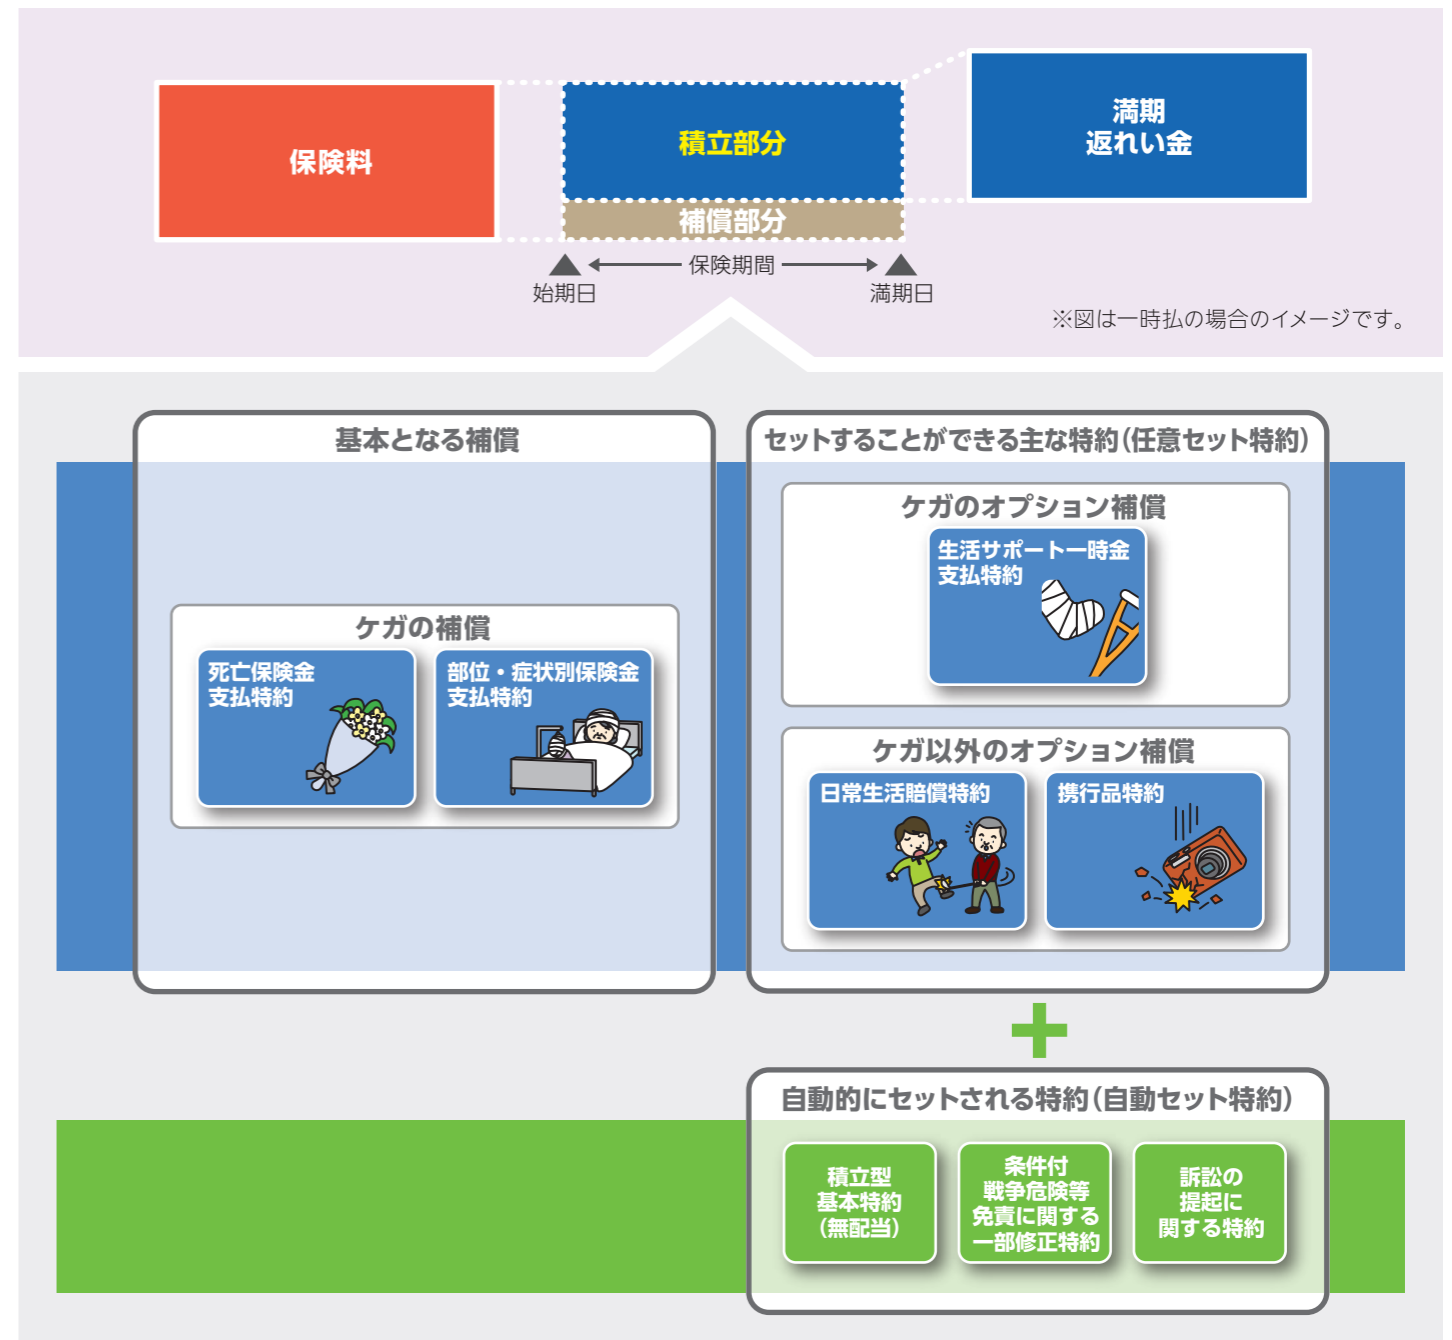 保険料
積立部分
補償部分
満期
返れい金
保険期間
始期日
満期日
※図は一時払の場合のイメージです。
基本となる補償
ケガの補償
死亡保険金
支払特約
部位・症状別保険金
支払特約
セットすることができる主な特約(任意セット特約)
ケガのオプション補償
生活サポート一時金
支払特約
ケガ以外のオプション補償
日常生活賠償特約
携行品特約
自動的にセットされる特約(自動セット特約)
積立型
基本特約
(無配当)
条件付
戦争危険等
免責に関する
一部修正特約
訴訟の
提起に
関する特約